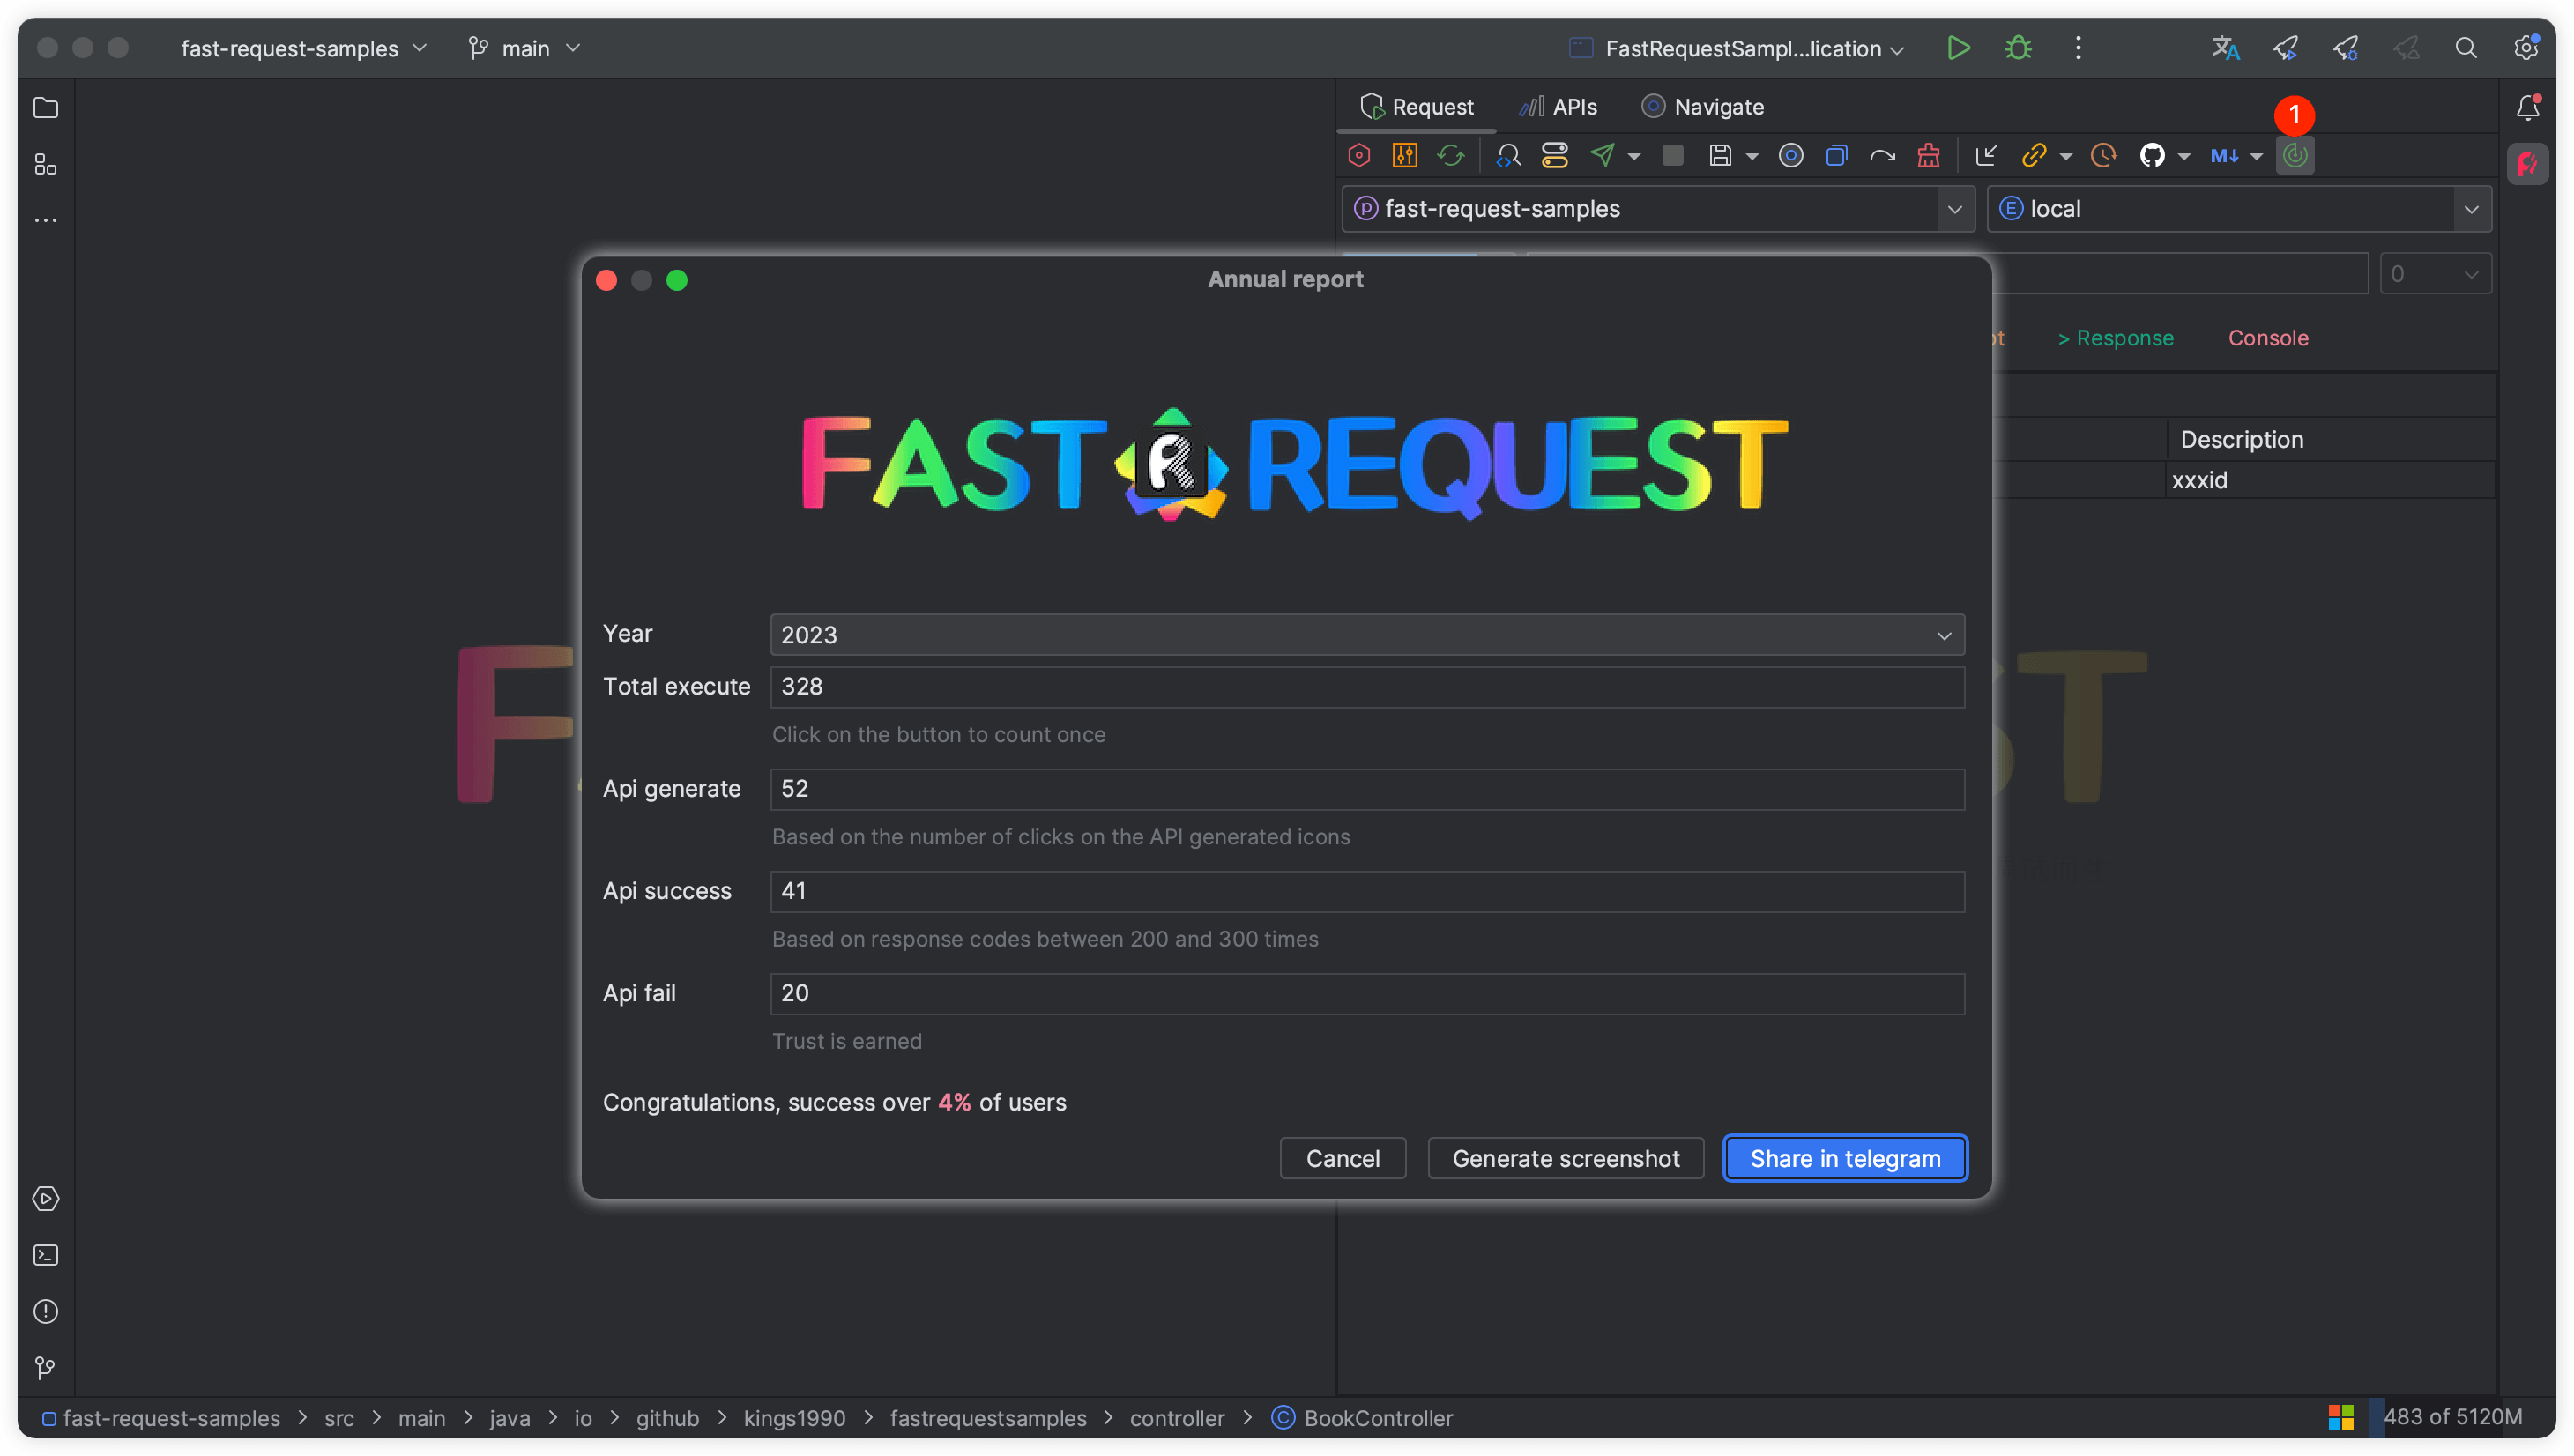 fast-request-samples
main
FastRequestSampl...lication
Request
APIs
Navigate
1
M↓
fast-request-samples
local
0
Annual report
> Response
Console
FAST REQUEST
Description
xxxid
Year
2023
Total execute
328
Click on the button to count once
Api generate
52
Based on the number of clicks on the API generated icons
Api success
41
Based on response codes between 200 and 300 times
Api fail
20
Trust is earned
Congratulations, success over 4% of users
Cancel
Generate screenshot
Share in telegram
fast-request-samples > src > main > java > io > github > kings1990 > fastrequestsamples > controller > BookController
483 of 5120M